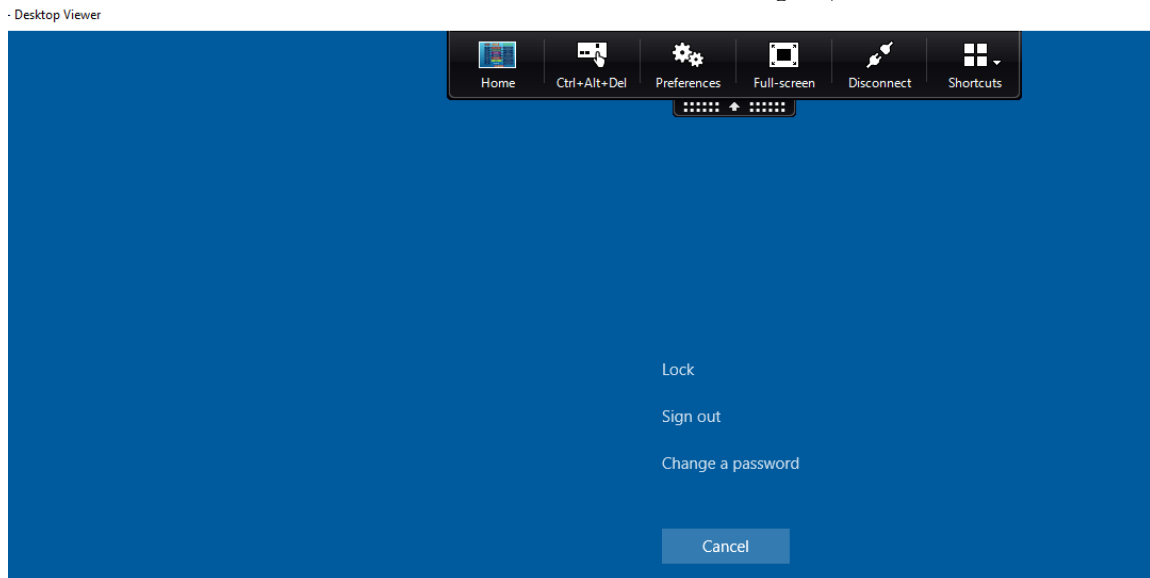 - Desktop Viewer
Home Ctrl+Alt+Del Preferences Full-screen Disconnect Shortcuts
Lock
Sign out
Change a password
Cancel